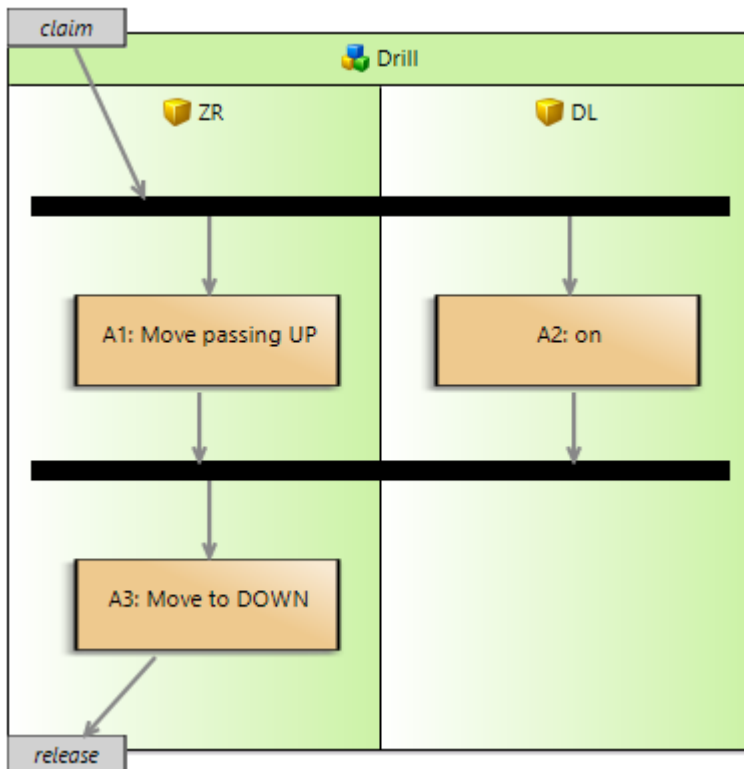 claim
Drill
ZR
DL
A1: Move passing UP
A2: on
A3: Move to DOWN
release